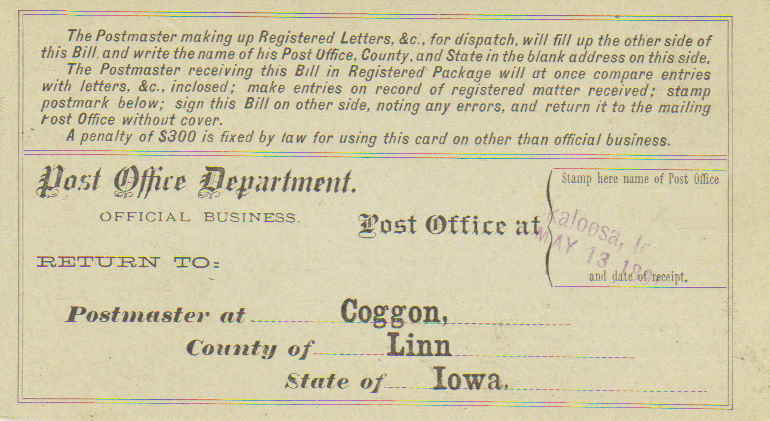 The Postmaster making up Registered Letters, &c., for dispatch, will fill up the other side of
this Bill and write the name of his Post Office, County, and State in the blank address on this side.
The Postmaster receiving this Bill in Registered Package will at once compare entries
with letters, &c., inclosed; make entries on record of registered matter received; stamp
postmark below; sign this Bill on other side, noting any errors, and return it to the mailing
Post Office without cover.
A penalty of $300 is fixed by law for using this card on other than official business.
Post Office Department.
OFFICIAL BUSINESS.
Stamp here name of Post Office
Post Office at
kaloosa, I
MAY 13 18
and date of receipt.
RETURN TO:
Postmaster at Coggon,
County of Linn
State of Iowa.